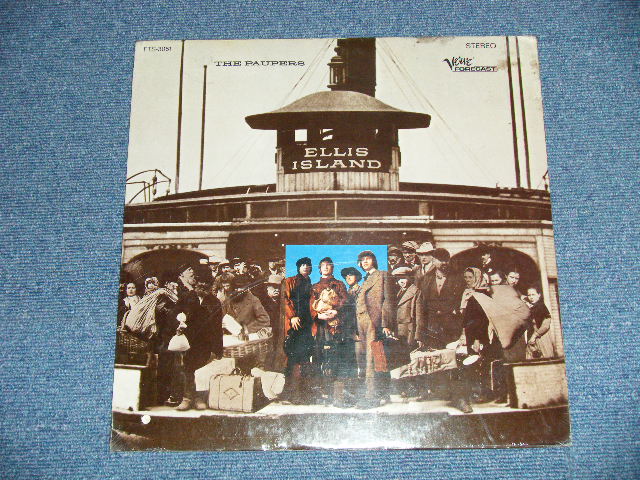 FTS-3051
STEREO
THE PAUPERS
Verve
FORECAST
ELLIS
ISLAND